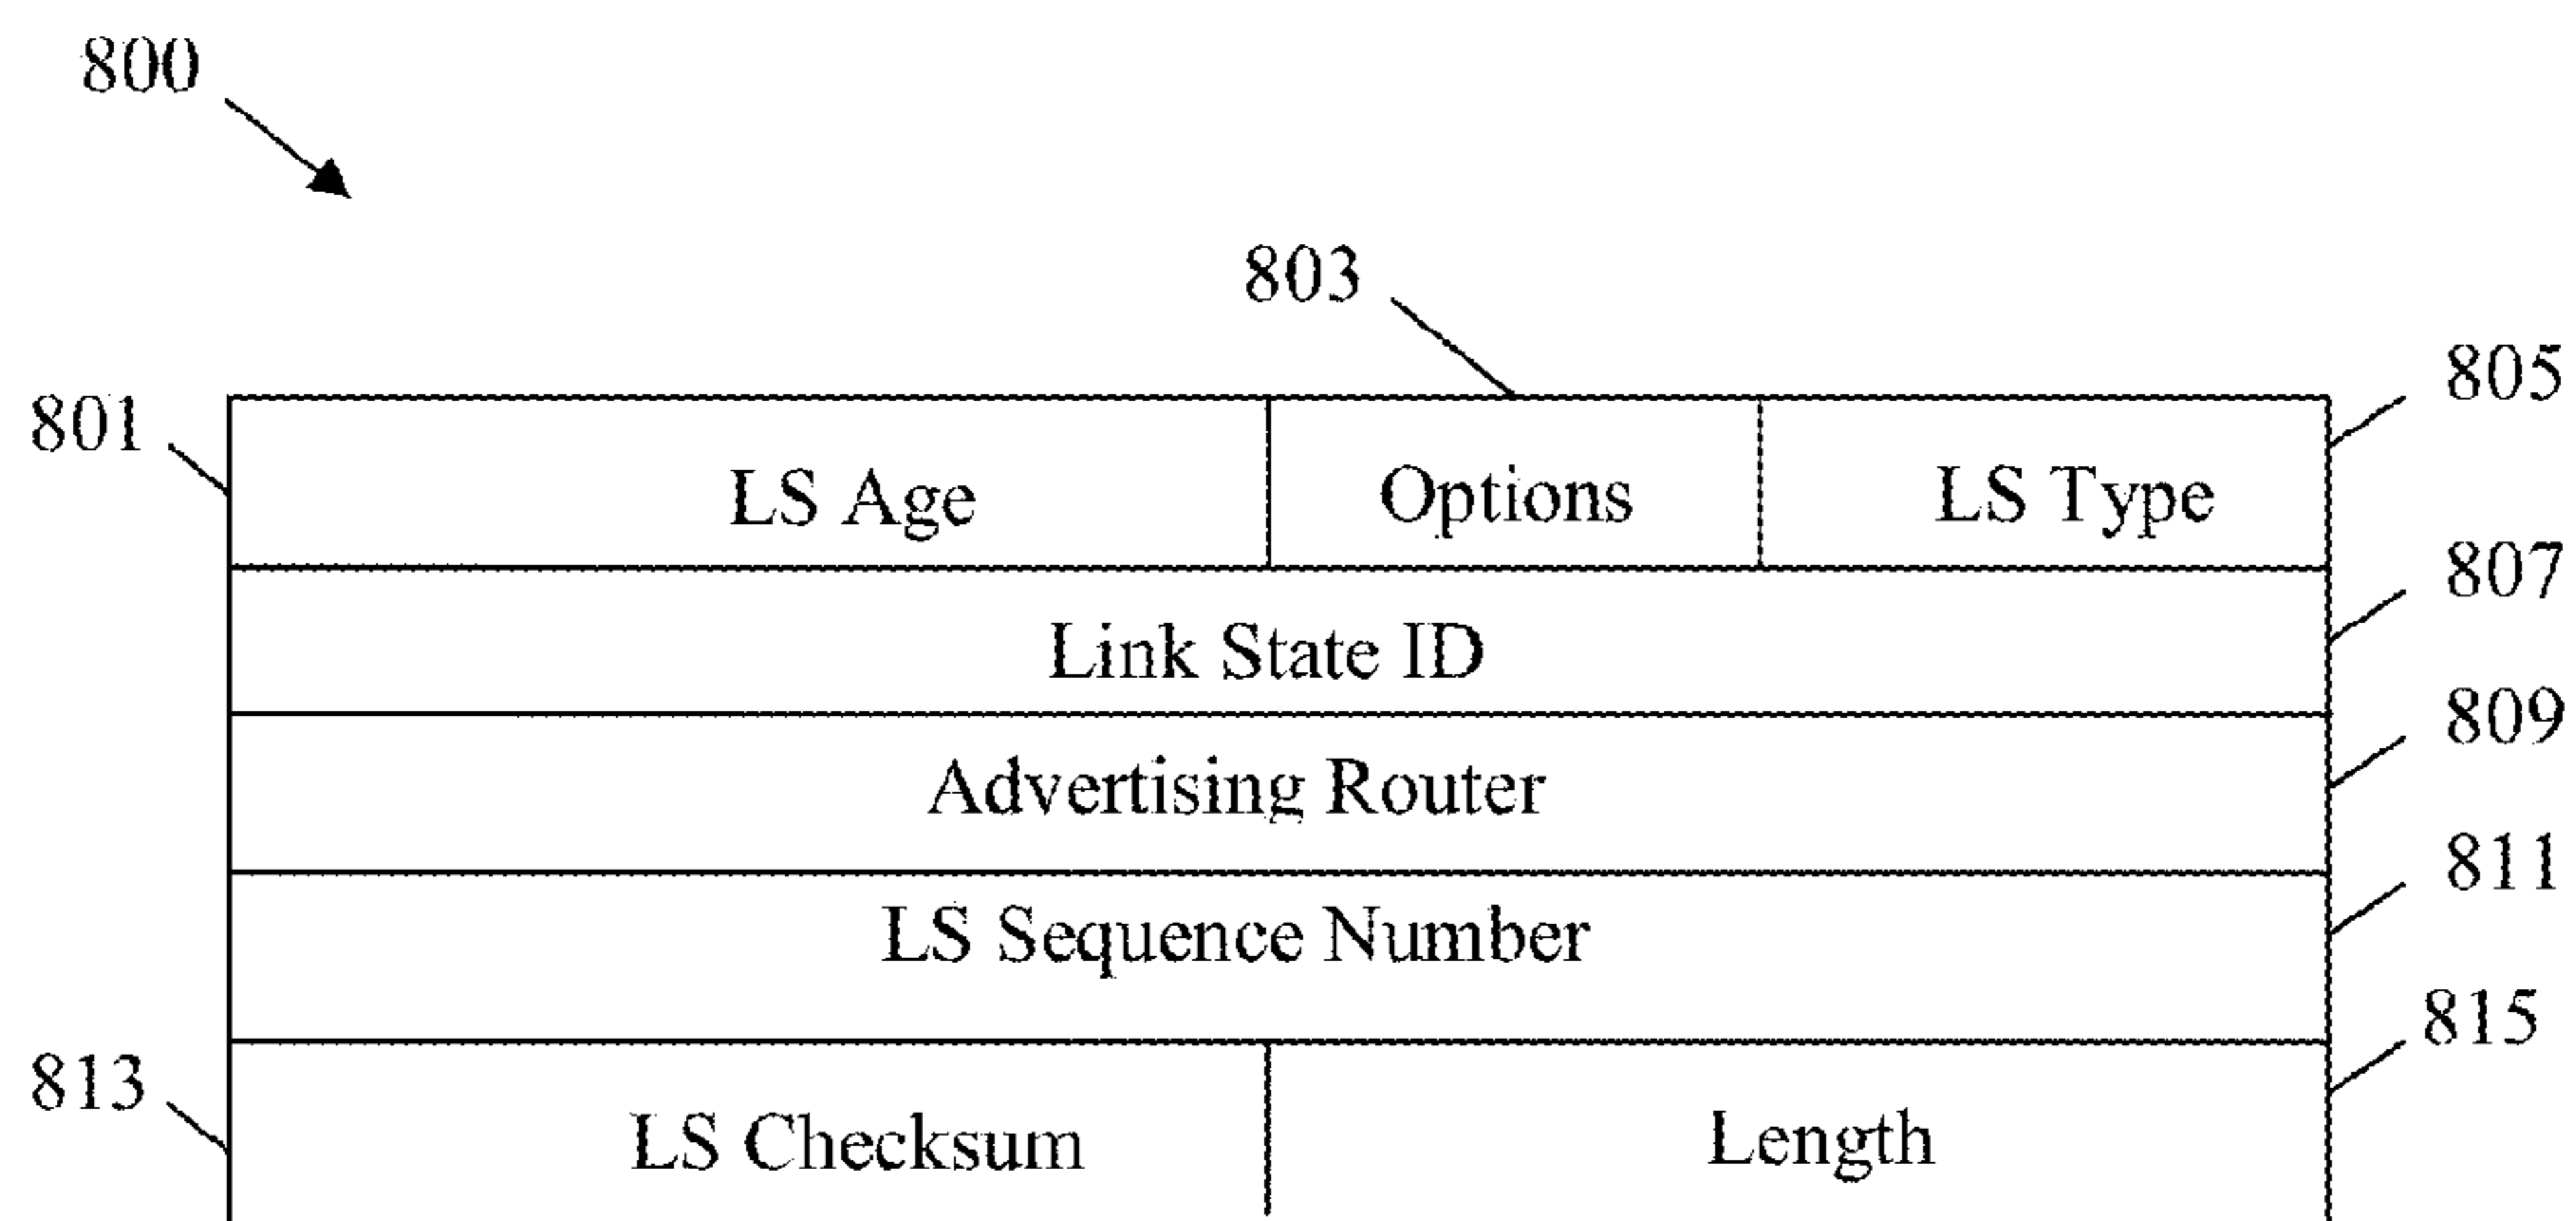 800
803
805
801
LS Age Options LS Type
807
Link State ID
809
Advertising Router
811
LS Sequence Number
815
813
LS Checksum Length